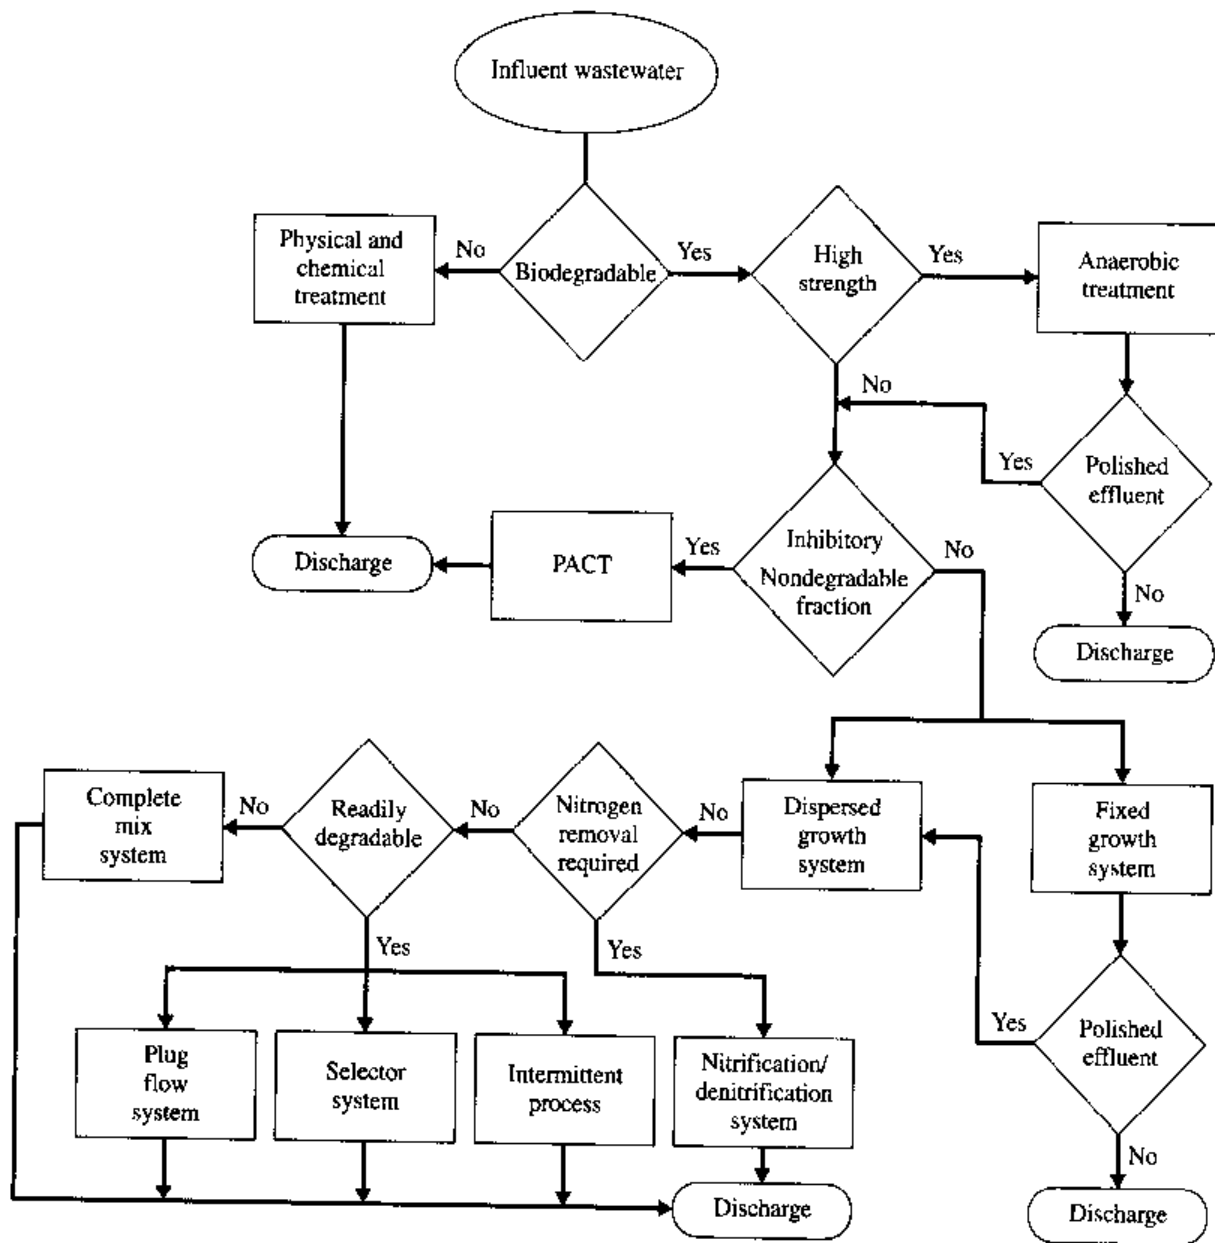 Influent wastewater
Physical and
chemical
treatment
No
Biodegradable
Yes
High
strength
Yes
Anaerobic
treatment
No
Yes
Polished
effluent
No
Discharge
Discharge
PACT
Yes
Inhibitory
Nondegradable
fraction
No
Complete
mix
system
No
Readily
degradable
No
Nitrogen
removal
required
No
Dispersed
growth
system
Fixed
growth
system
Yes
Yes
Yes
Polished
effluent
Plug
flow
system
Selector
system
Intermittent
process
Nitrification/
denitrification
system
No
Discharge
Discharge